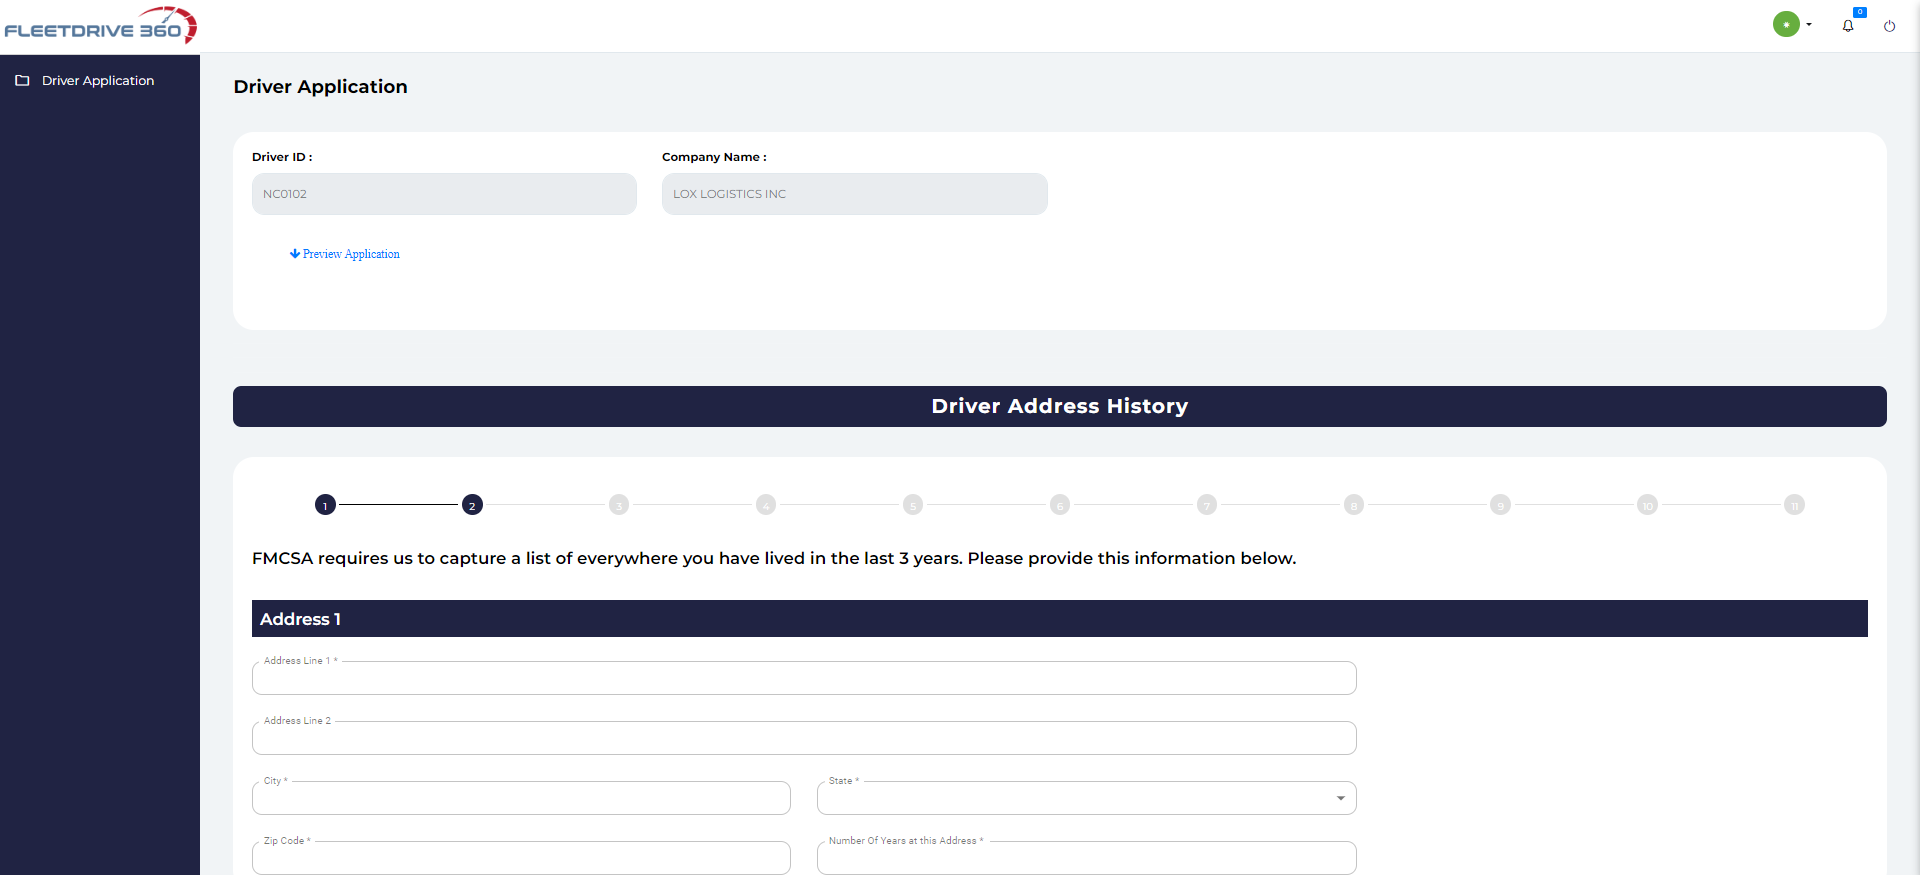 FLEETDRIVE 360
0
Driver Application
Driver Application
Driver ID :
Company Name :
NC0102
LOX LOGISTICS INC
Preview Application
Driver Address History
1 2 3 4 5 6 7 8 9 10 11
FMCSA requires us to capture a list of everywhere you have lived in the last 3 years. Please provide this information below.
Address 1
Address Line 1 *
Address Line 2
City *
State *
Zip Code *
Number Of Years at this Address *